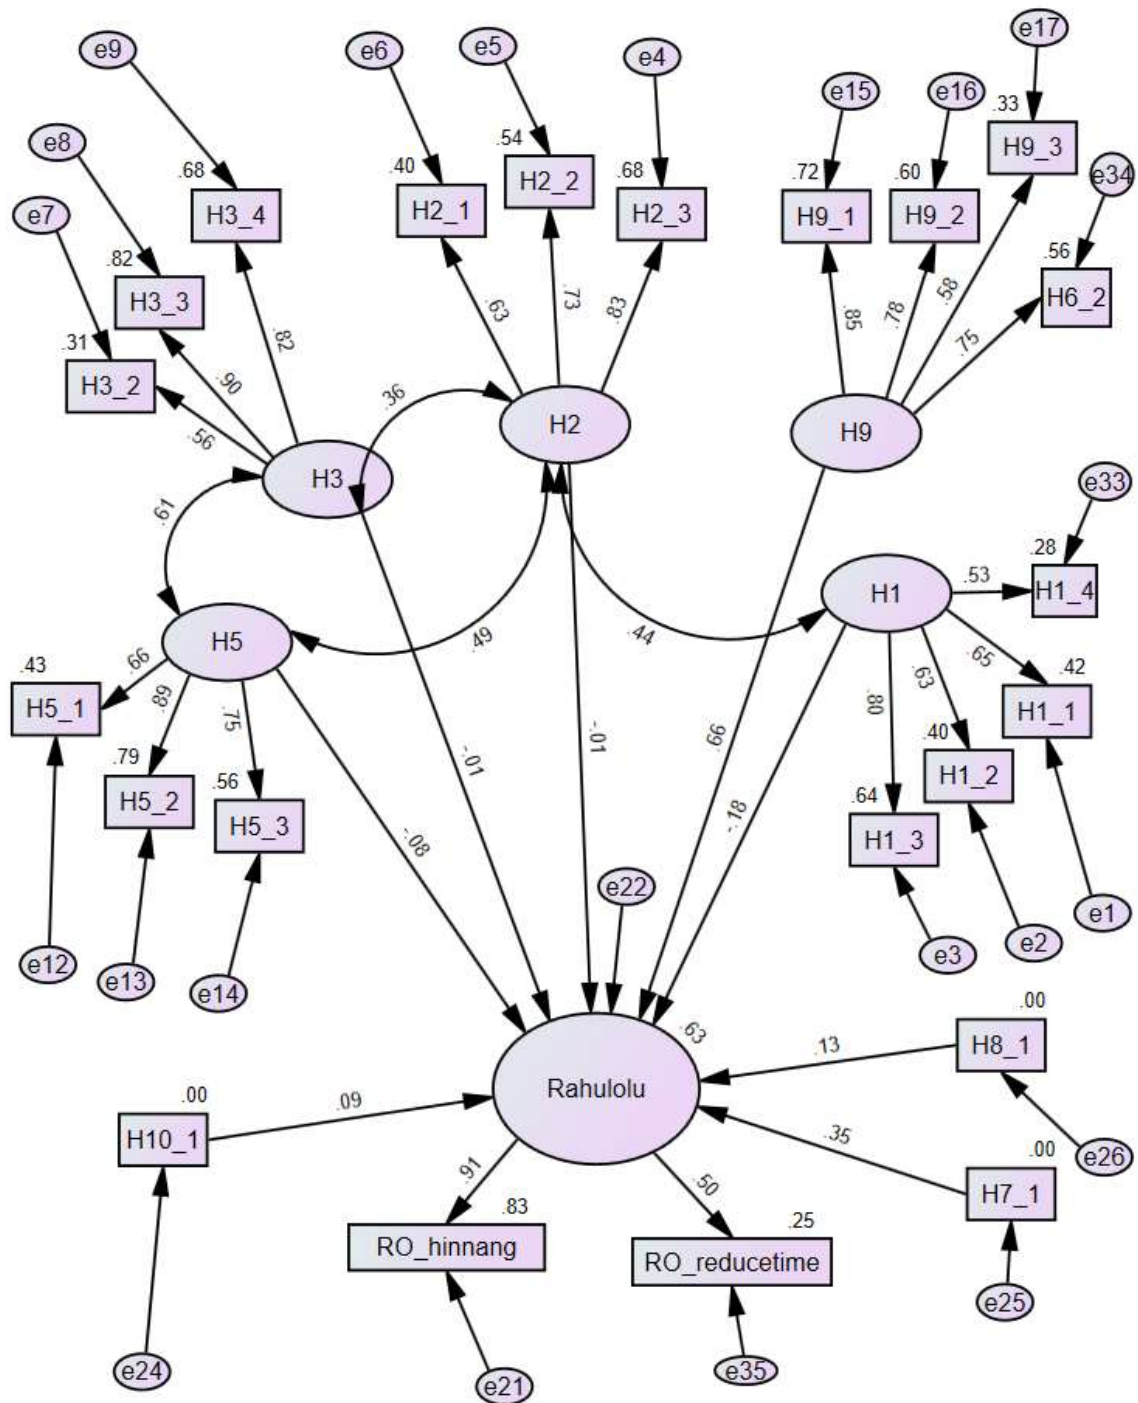 e17
e9
e6
e5
e4
e15
e16
.33
H9_3
e8
.54
e34
.68
.40
H2_2
.68
.72
.60
e7
H3_4
H2_1
H2_3
H9_1
H9_2
.82
.56
H3_3
H6_2
.31
.63
.73
.83
.85
.78
.58
.75
H3_2
.82
.90
.56
.36
H2
H9
H3
e33
.61
.28
H1
.53
H1_4
H5
.49
.44
.43
.66
.65
.42
H5_1
.89
.75
.80
.63
H1_1
.79
.56
-.01
-.01
.66
.40
H5_2
H5_3
-.08
-.18
.64
H1_2
H1_3
e22
e1
e12
e13
e14
e3
e2
.63
.00
H8_1
.13
Rahulolu
.00
.09
H10_1
.35
.00
e26
.91
.50
H7_1
.83
.25
RO_hinnang
RO_reducetime
e25
e24
e21
e35